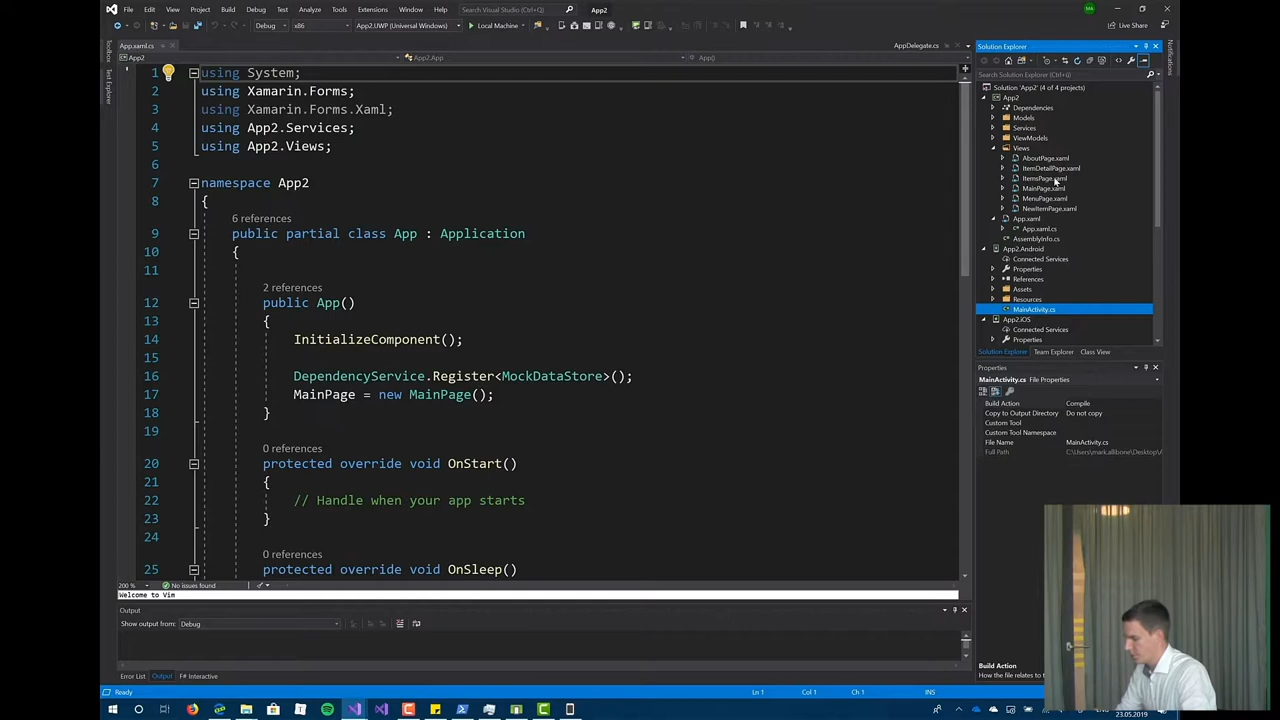 File Edit View Project Build Debug Test Analyze Tools Extensions Window Help Search Visual Studio App2 MA
Debug x86 App2.UWP (Universal Windows) Local Machine Live Share
App.xaml.cs AppDelegate.cs
App2 App2.App App()
Toolbox
Test Explorer
Notifications
1 using System;
2 using Xamarin.Forms;
3 using Xamarin.Forms.Xaml;
4 using App2.Services;
5 using App2.Views;
6
7 namespace App2
8 {
6 references
9 public partial class App : Application
10 {
11
2 references
12 public App()
13 {
14 InitializeComponent();
15
16 DependencyService.Register<MockDataStore>();
17 MainPage = new MainPage();
18 }
19
0 references
20 protected override void OnStart()
21 {
22 // Handle when your app starts
23 }
24
0 references
25 protected override void OnSleep()
200 % No issues found
Welcome to Vim
Output
Show output from: Debug
Error List Output F# Interactive
Ready Ln 1 Col 1 Ch 1 INS
Solution Explorer
Search Solution Explorer (Ctrl+ü)
Solution 'App2' (4 of 4 projects)
App2
Dependencies
Models
Services
ViewModels
Views
AboutPage.xaml
ItemDetailPage.xaml
ItemsPage.xaml
MainPage.xaml
MenuPage.xaml
NewItemPage.xaml
App.xaml
App.xaml.cs
AssemblyInfo.cs
App2.Android
Connected Services
Properties
References
Assets
Resources
MainActivity.cs
App2.iOS
Connected Services
Properties
Solution Explorer Team Explorer Class View
Properties
MainActivity.cs File Properties
Build Action Compile
Copy to Output Directory Do not copy
Custom Tool
Custom Tool Namespace
File Name MainActivity.cs
Full Path C:\Users\mark.allibone\Desktop\
Build Action
How the file relates to
23.05.2019